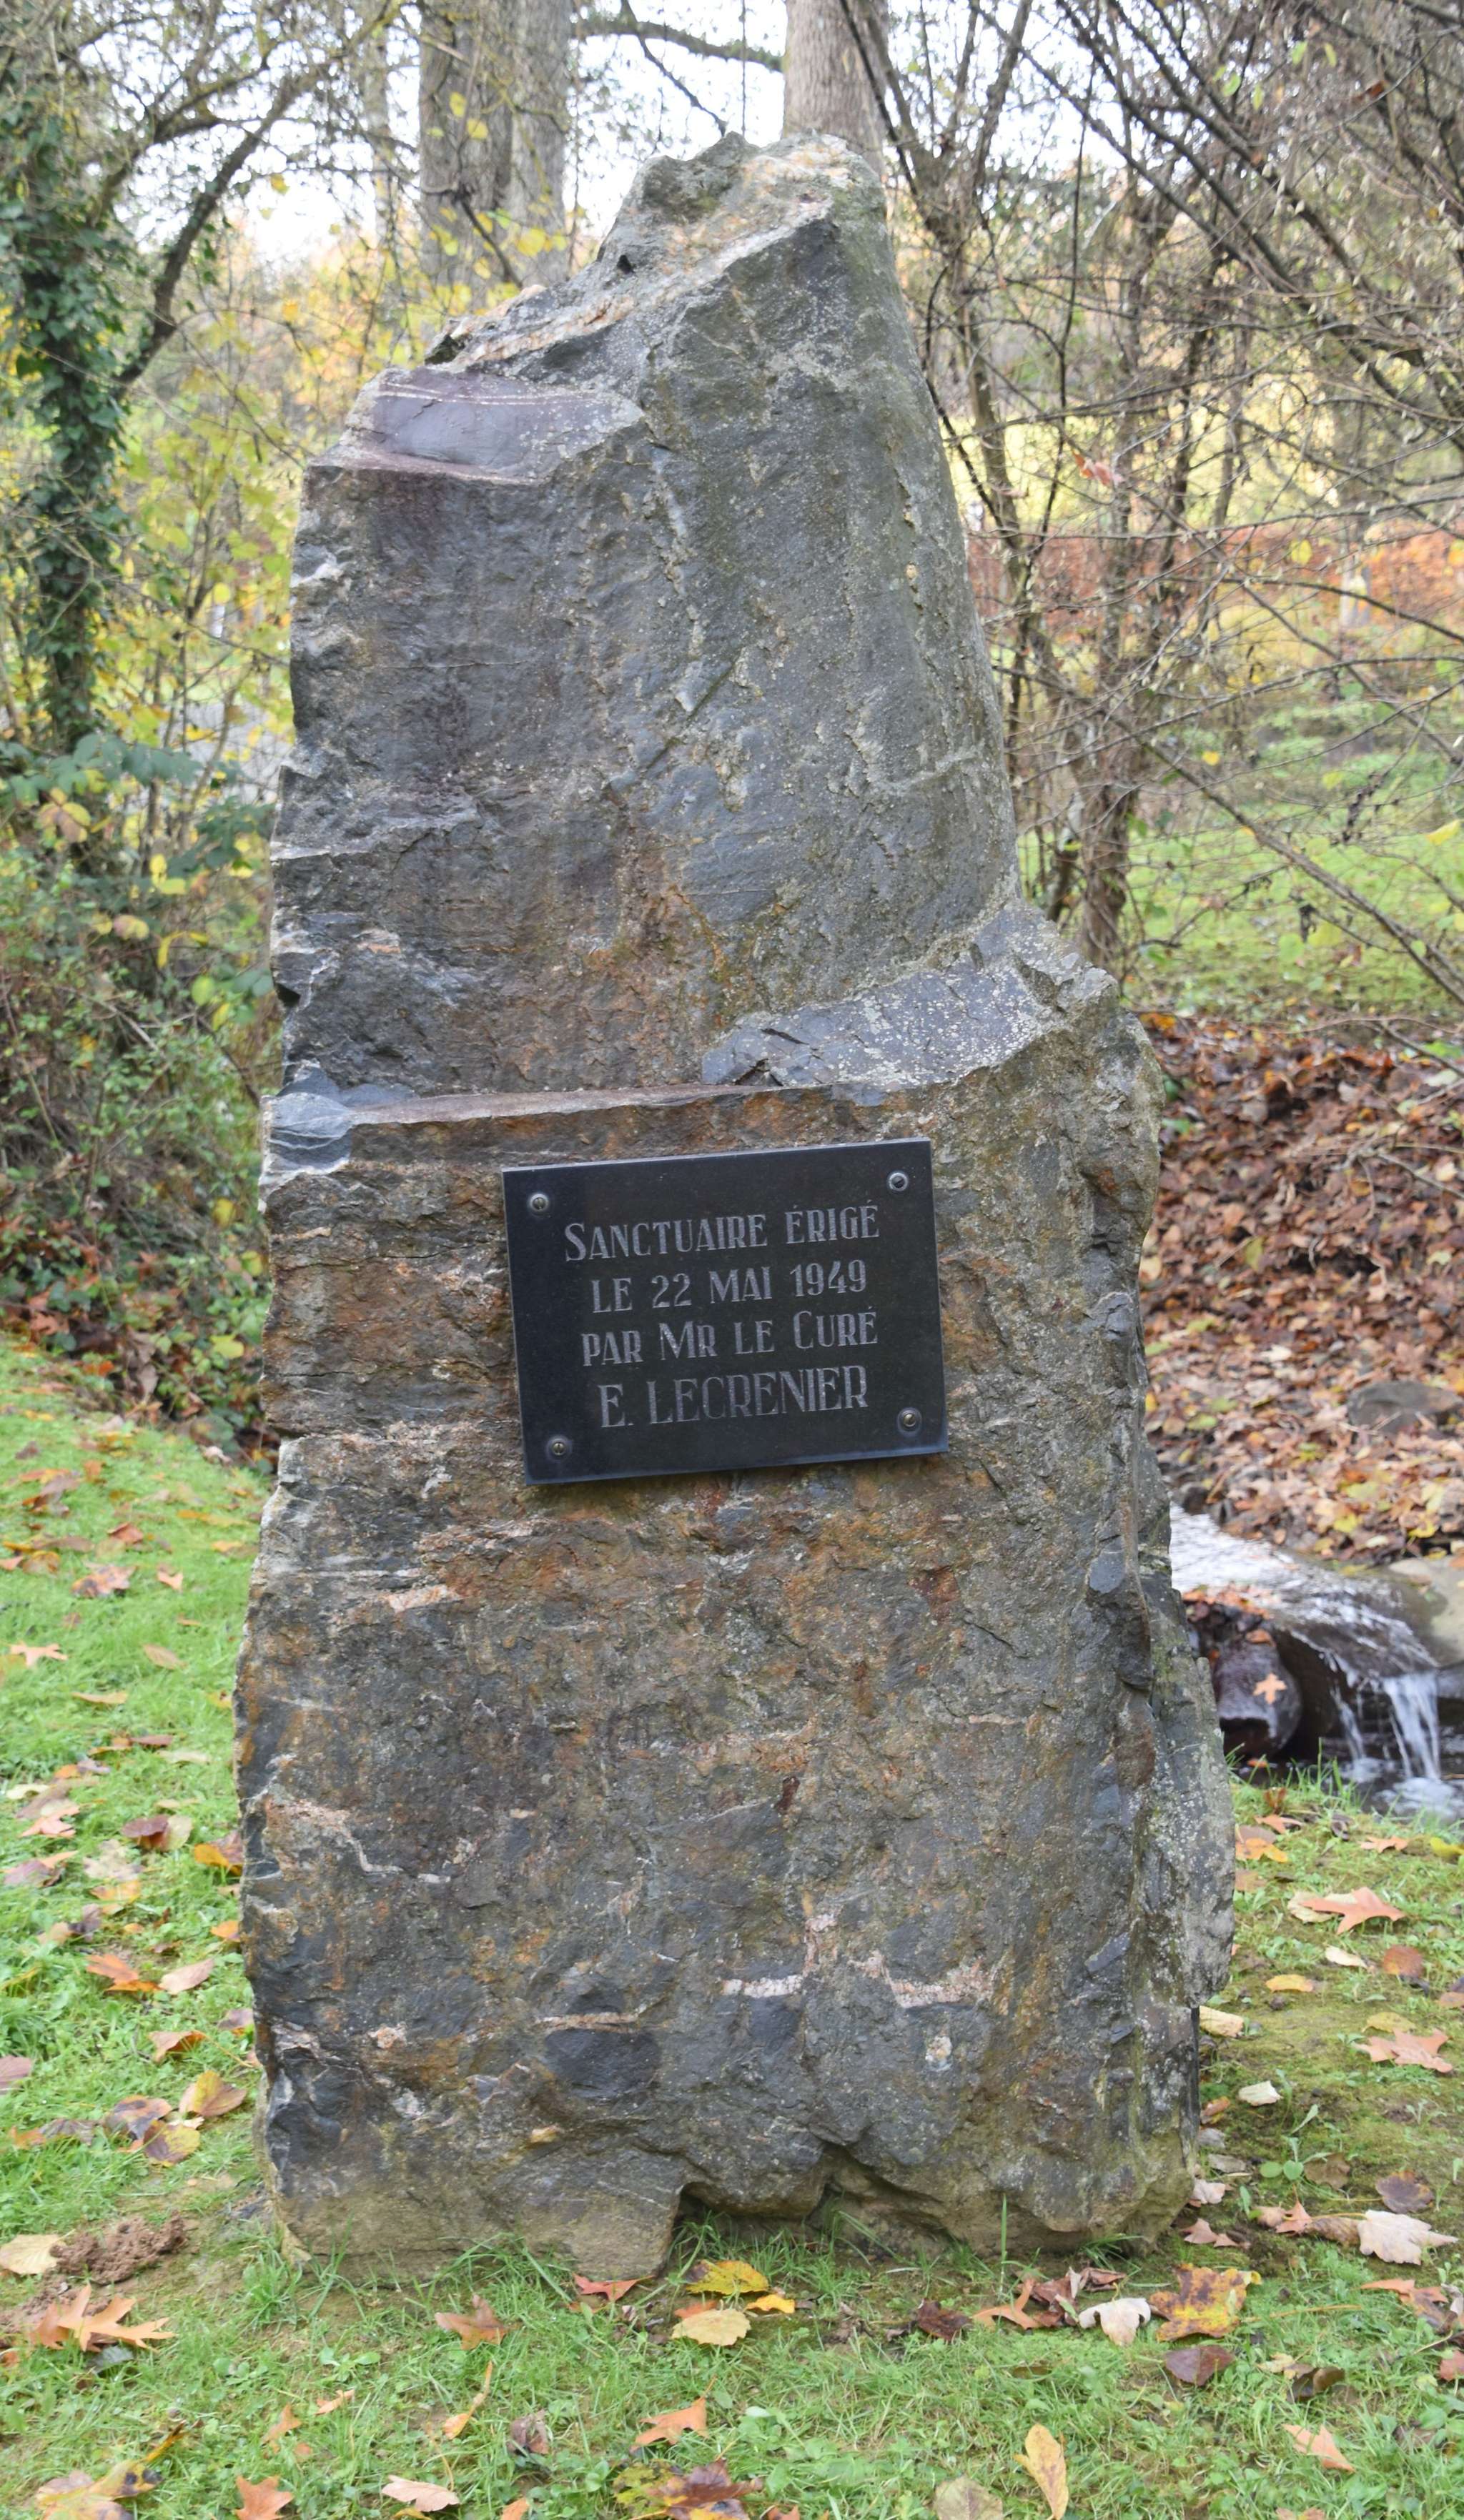 SANCTUAIRE ÉRIGÉ
LE 22 MAI 1949
PAR MR LE CURÉ
E. LECRENIER